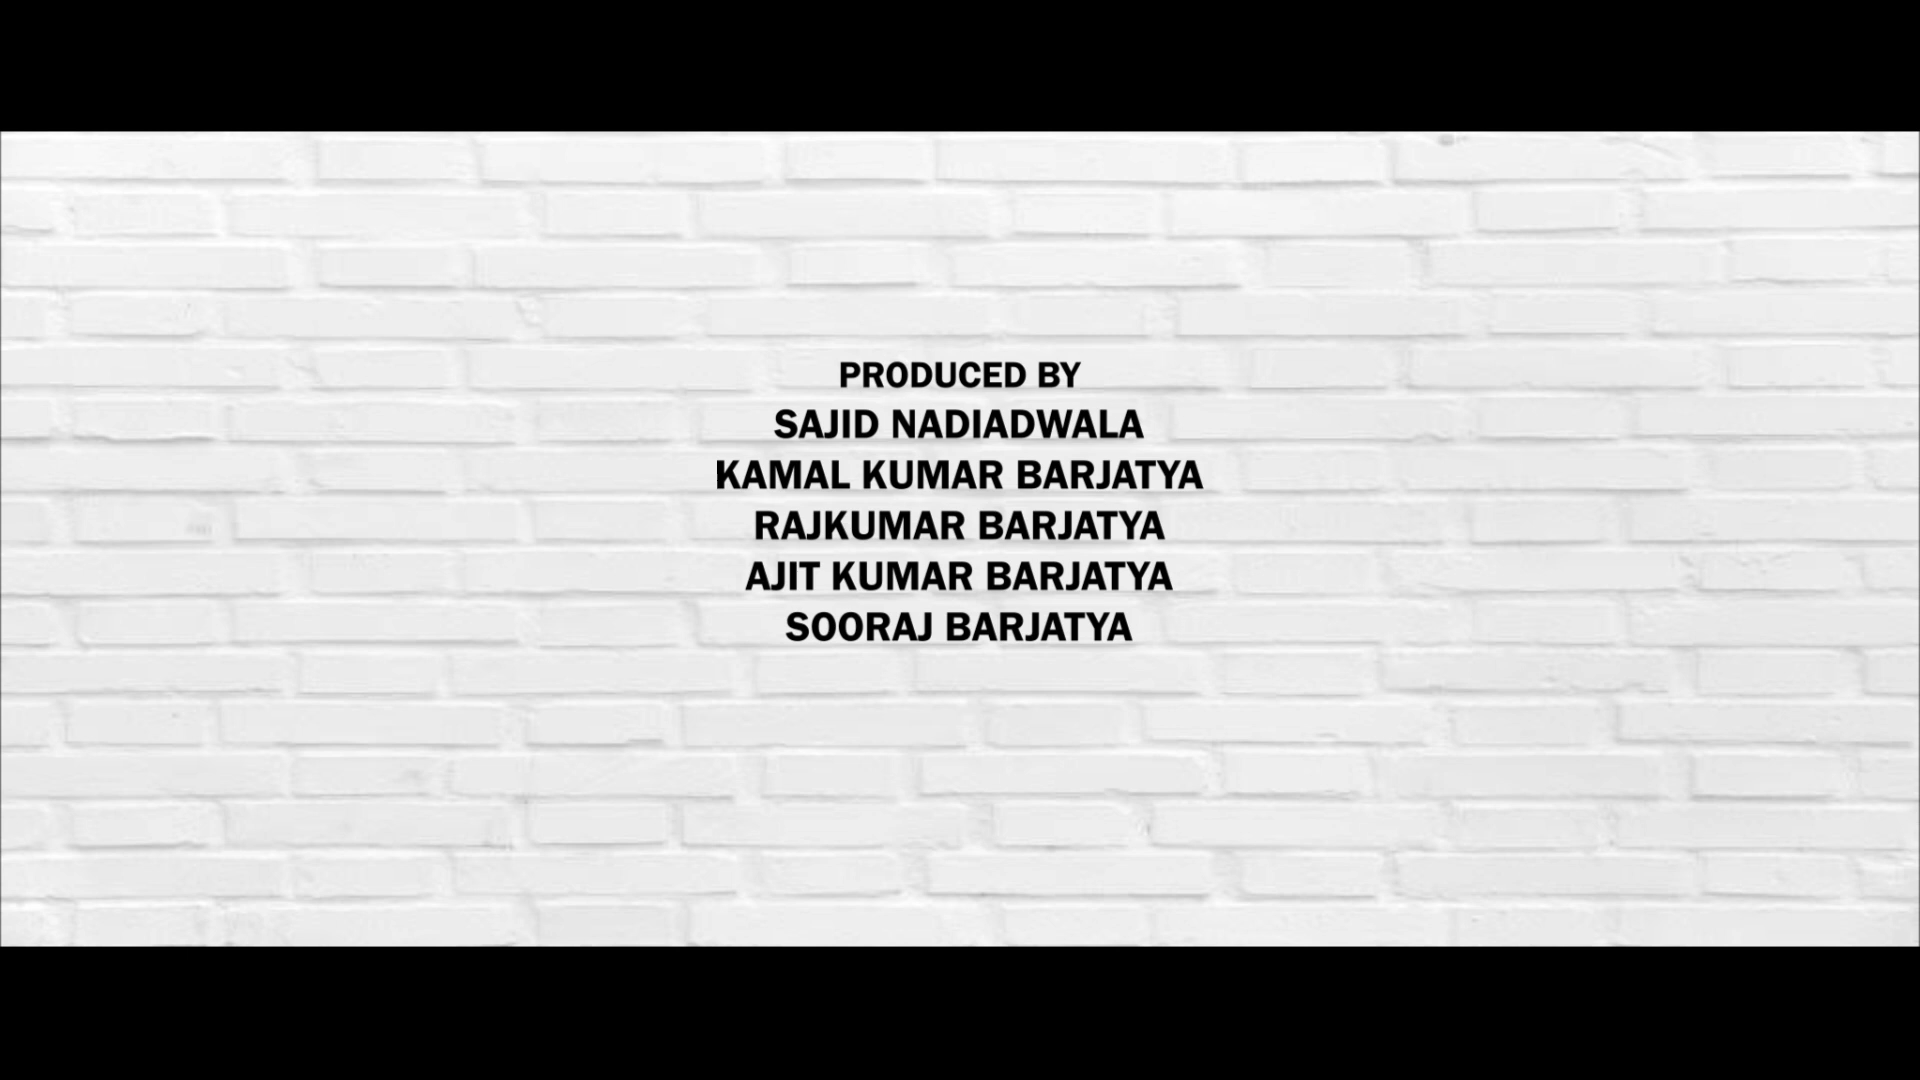 PRODUCED BY
SAJID NADIADWALA
KAMAL KUMAR BARJATYA
RAJKUMAR BARJATYA
AJIT KUMAR BARJATYA
SOORAJ BARJATYA